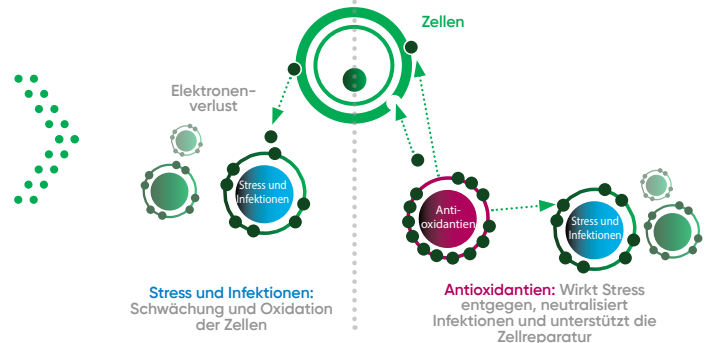 Zellen
Elektronen-
verlust
Stress und
Infektionen
Anti-
oxidantien
Stress und
Infektionen
Stress und Infektionen:
Schwächung und Oxidation
der Zellen
Antioxidantien: Wirkt Stress
entgegen, neutralisiert
Infektionen und unterstützt die
Zellreparatur